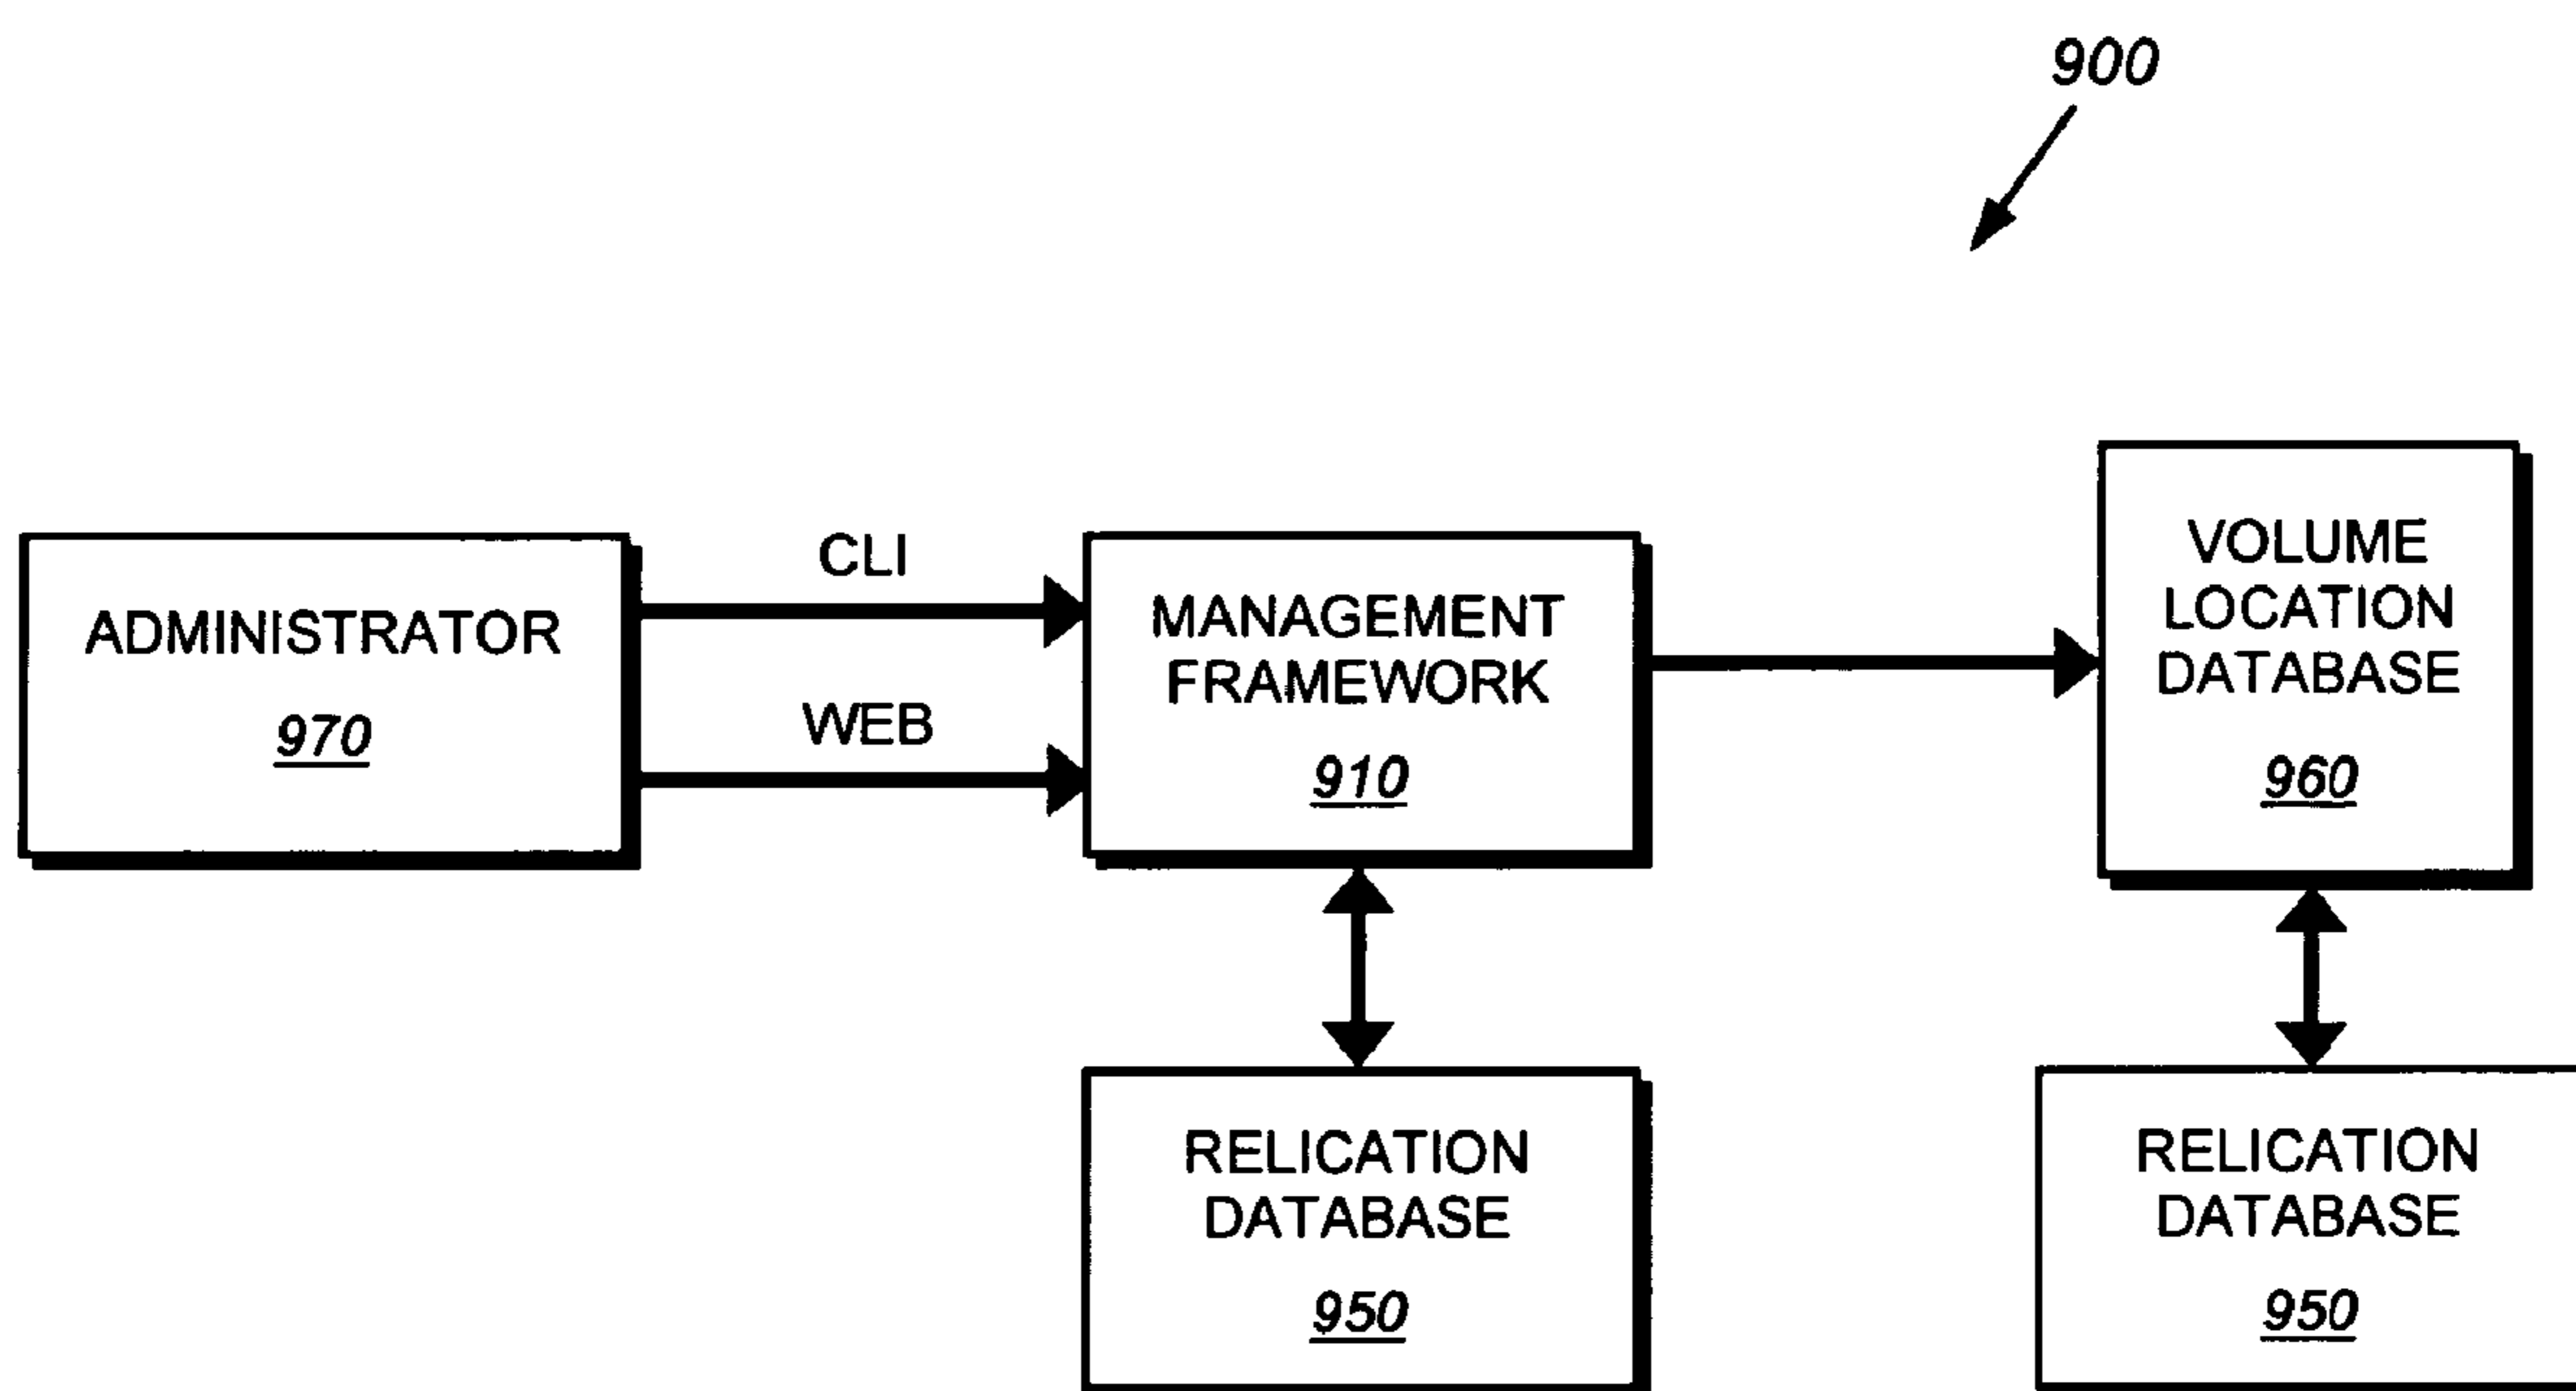 900
ADMINISTRATOR
970
CLI
WEB
MANAGEMENT
FRAMEWORK
910
VOLUME
LOCATION
DATABASE
960
RELICATION
DATABASE
950
RELICATION
DATABASE
950